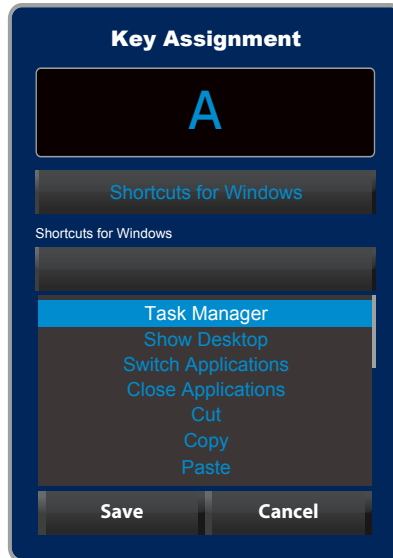 Key Assignment
A
Shortcuts for Windows
Shortcuts for Windows
Task Manager
Show Desktop
Switch Applications
Close Applications
Cut
Copy
Paste
Save Cancel